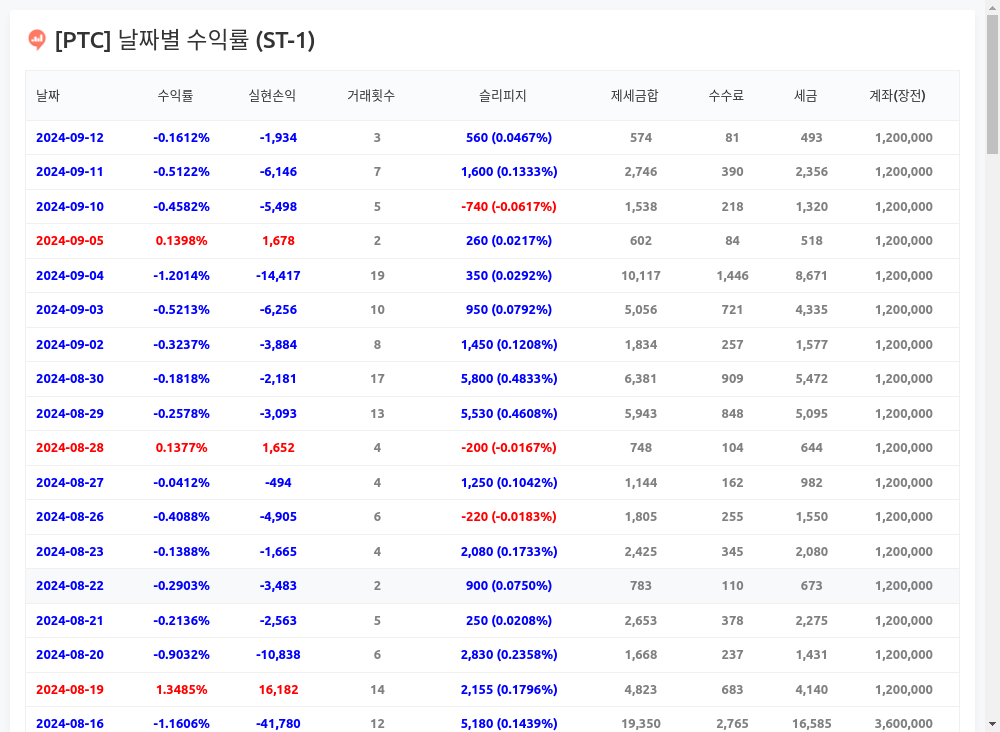 [PTC] 날짜별 수익률 (ST-1)
날짜 수익률 실현손익 거래횟수 슬리피지 제세금합 수수료 세금 계좌(장전)
2024-09-12 -0.1612% -1,934 3 560 (0.0467%) 574 81 493 1,200,000
2024-09-11 -0.5122% -6,146 7 1,600 (0.1333%) 2,746 390 2,356 1,200,000
2024-09-10 -0.4582% -5,498 5 -740 (-0.0617%) 1,538 218 1,320 1,200,000
2024-09-05 0.1398% 1,678 2 260 (0.0217%) 602 84 518 1,200,000
2024-09-04 -1.2014% -14,417 19 350 (0.0292%) 10,117 1,446 8,671 1,200,000
2024-09-03 -0.5213% -6,256 10 950 (0.0792%) 5,056 721 4,335 1,200,000
2024-09-02 -0.3237% -3,884 8 1,450 (0.1208%) 1,834 257 1,577 1,200,000
2024-08-30 -0.1818% -2,181 17 5,800 (0.4833%) 6,381 909 5,472 1,200,000
2024-08-29 -0.2578% -3,093 13 5,530 (0.4608%) 5,943 848 5,095 1,200,000
2024-08-28 0.1377% 1,652 4 -200 (-0.0167%) 748 104 644 1,200,000
2024-08-27 -0.0412% -494 4 1,250 (0.1042%) 1,144 162 982 1,200,000
2024-08-26 -0.4088% -4,905 6 -220 (-0.0183%) 1,805 255 1,550 1,200,000
2024-08-23 -0.1388% -1,665 4 2,080 (0.1733%) 2,425 345 2,080 1,200,000
2024-08-22 -0.2903% -3,483 2 900 (0.0750%) 783 110 673 1,200,000
2024-08-21 -0.2136% -2,563 5 250 (0.0208%) 2,653 378 2,275 1,200,000
2024-08-20 -0.9032% -10,838 6 2,830 (0.2358%) 1,668 237 1,431 1,200,000
2024-08-19 1.3485% 16,182 14 2,155 (0.1796%) 4,823 683 4,140 1,200,000
2024-08-16 -1.1606% -41,780 12 5,180 (0.1439%) 19,350 2,765 16,585 3,600,000